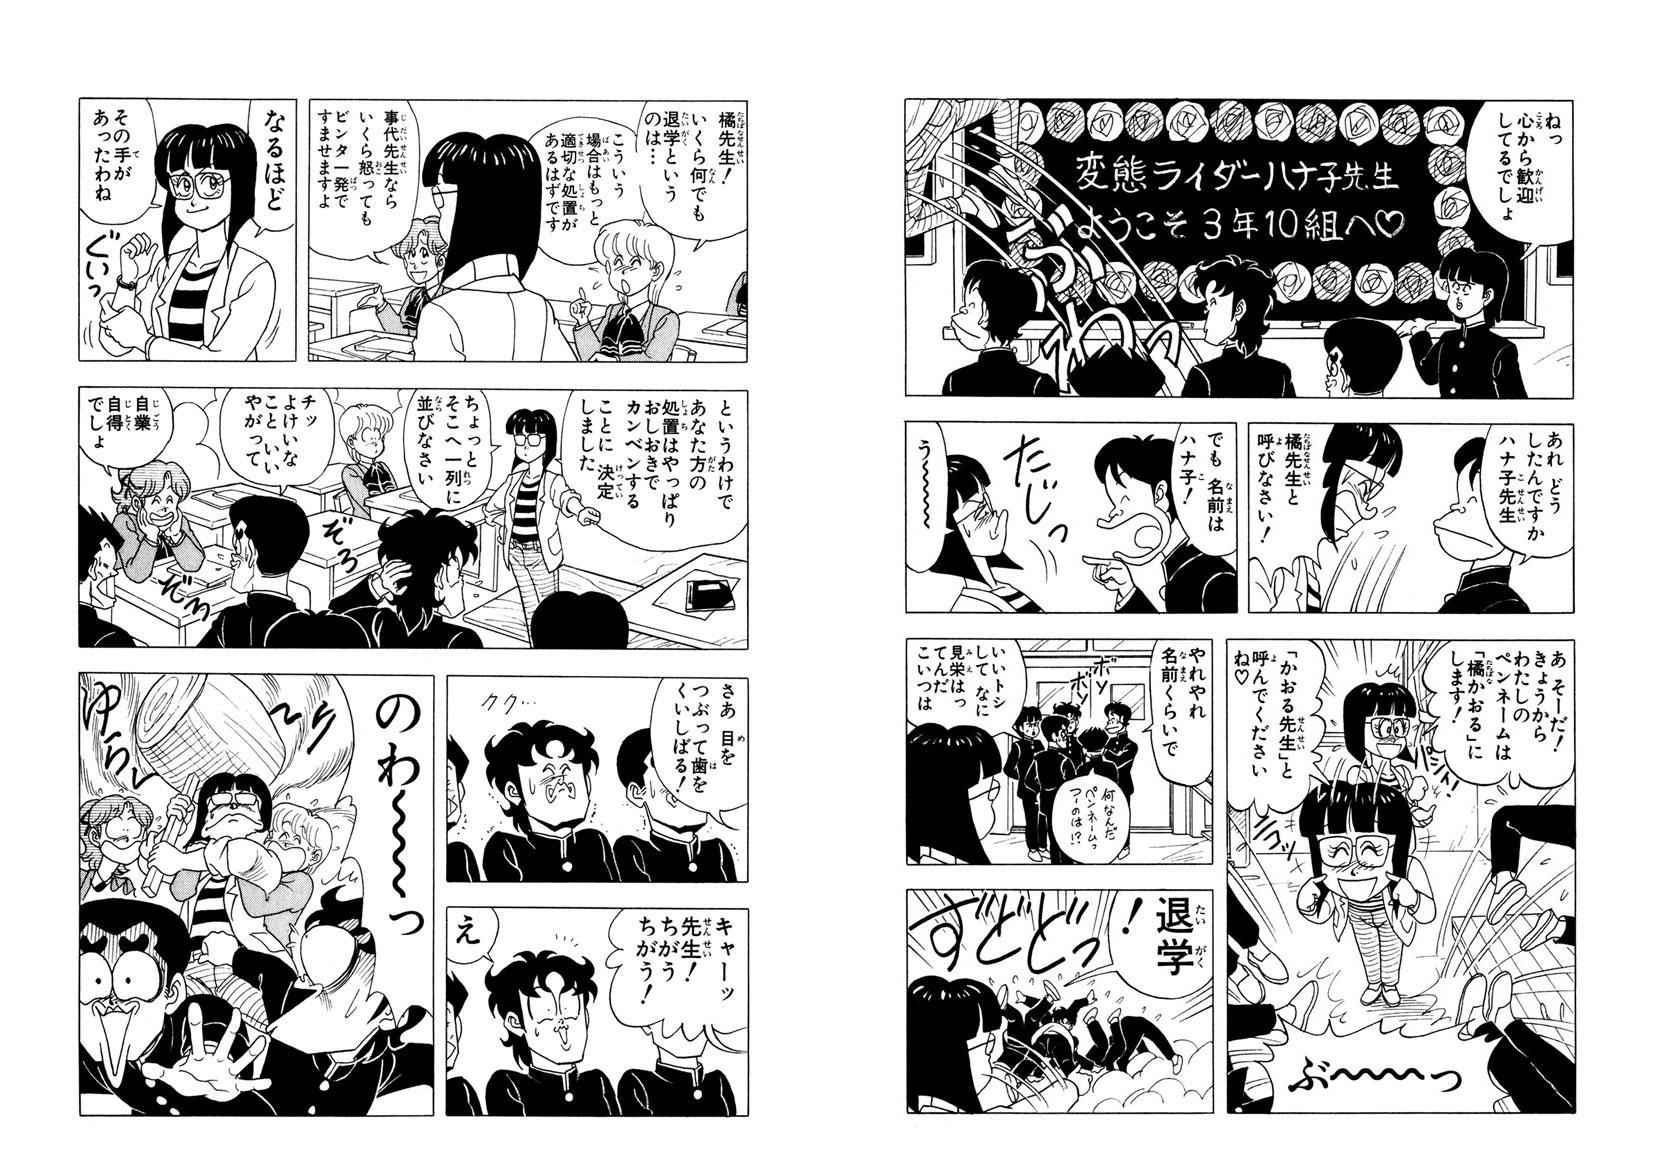 ねっ
心から歓迎
してるでしょ
変態ライダーハナ子先生
ようこそ3年10組へ♡
あれ どう
したんですか
ハナ子先生
橘先生と
呼びなさい!
でも 名前は
ハナ子!
たじっ
う〜〜〜
あ そーだ!
きょうから
わたしの
ペンネームは
「橘かおる」に
します!
「かおる先生」と
呼んでください
ね♡
パシャ!
ニコッ
ぶ〜〜〜っ
やれやれ
名前くらいで
いいトシ
して なに
見栄はっ
てんだ
こいつは
ボソ
ボソ
何なんだ
ペンネーム?
つーのは!?
退学
!
ずどどっ
橘先生!
いくら何でも
退学という
のは…
こういう
場合はもっと
適切な処置が
あるはずです
事代先生なら
いくら怒っても
ビンタ一発で
すませますよ
なるほど
その手が
あったわね
ぐいっ
というわけで
あなた方の
処置はやっぱり
おしおきで
カンベンする
ことに 決定
しました
ちょっと
そこへ一列に
並びなさい
チッ
よけいな
こと いい
やがって
自業
自得
でしょ
ぞろ
ぞろ
さあ 目を
つぶって歯を
くいしばる!
クク…
キャーッ
先生!
ちがう
ちがう!
え
のわ〜〜〜っ
ゆら〜